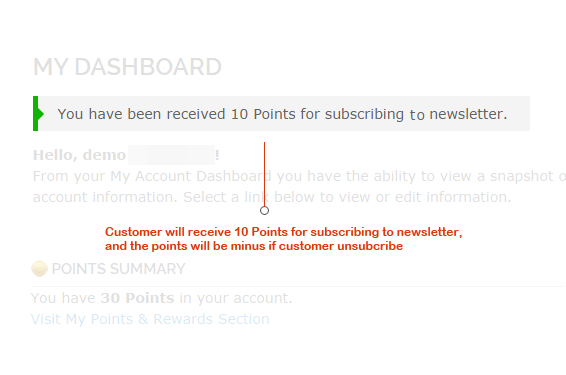 MY DASHBOARD
You have been received 10 Points for subscribing to newsletter.
Hello, demo !
From your My Account Dashboard you have the ability to view a snapshot o
account information. Select a link below to view or edit information.
Customer will receive 10 Points for subscribing to newsletter,
and the points will be minus if customer unsubcribe
POINTS SUMMARY
You have 30 Points in your account.
Visit My Points & Rewards Section